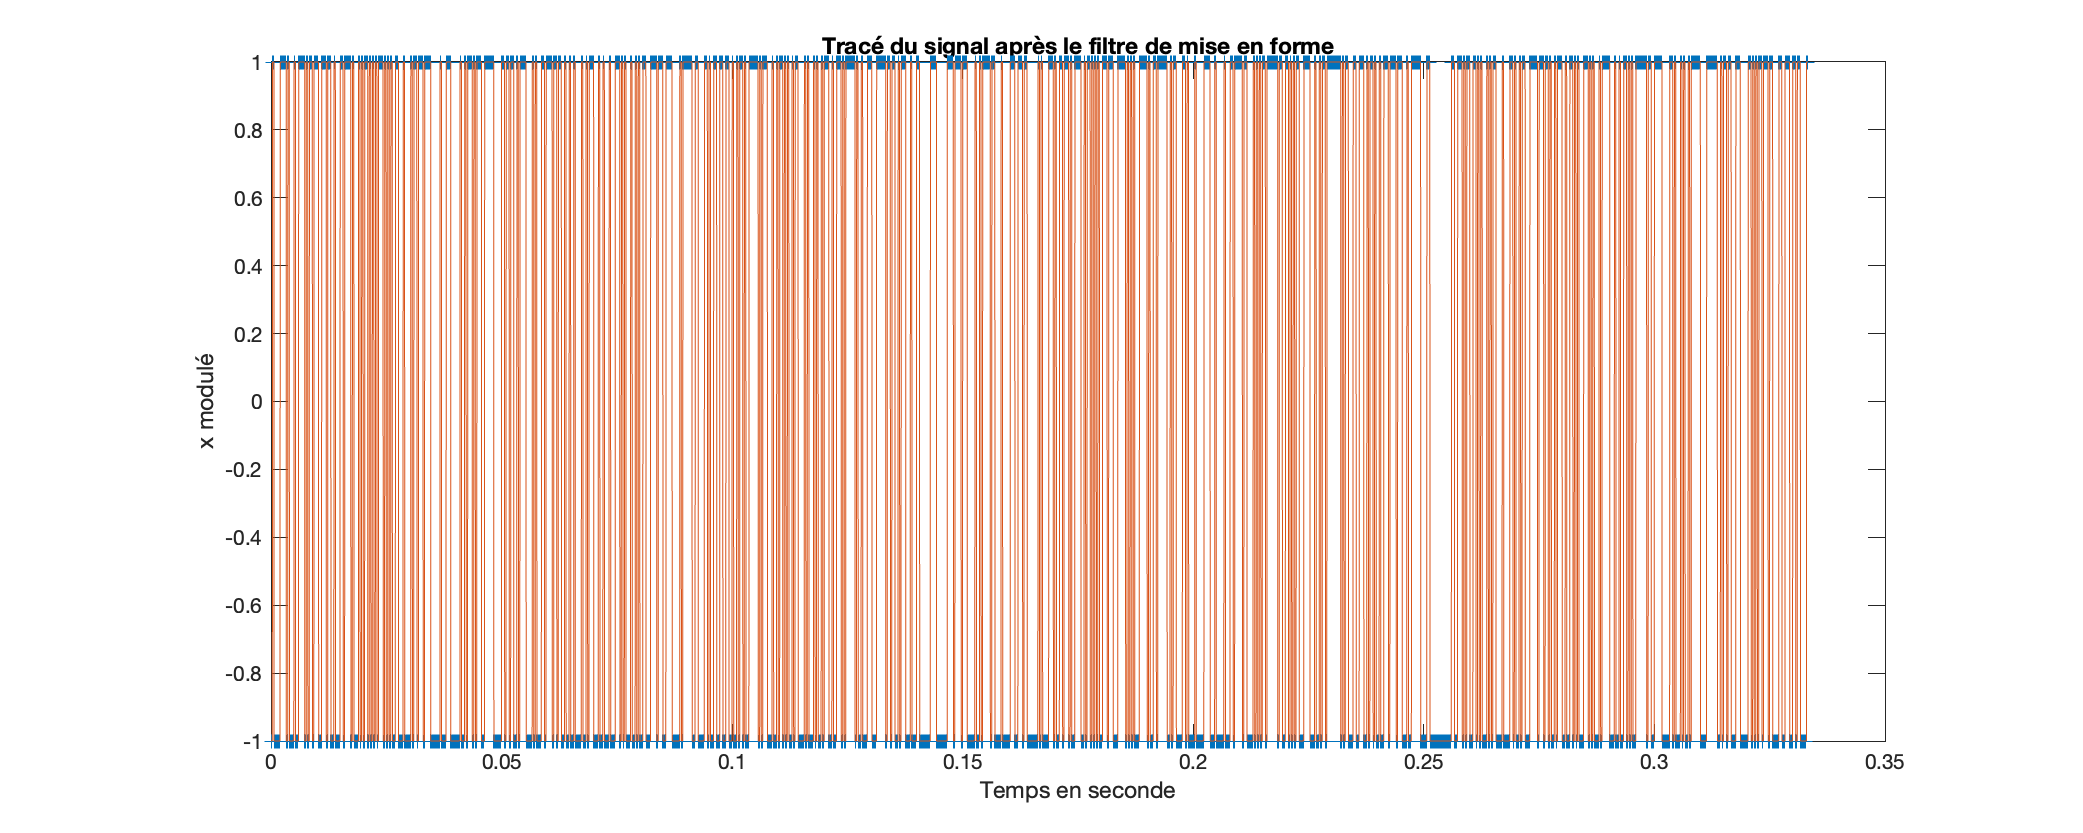 Tracé du signal après le filtre de mise en forme
1
0.8
0.6
0.4
0.2
0
-0.2
-0.4
-0.6
-0.8
-1
x modulé
0 0.05 0.1 0.15 0.2 0.25 0.3 0.35
Temps en seconde